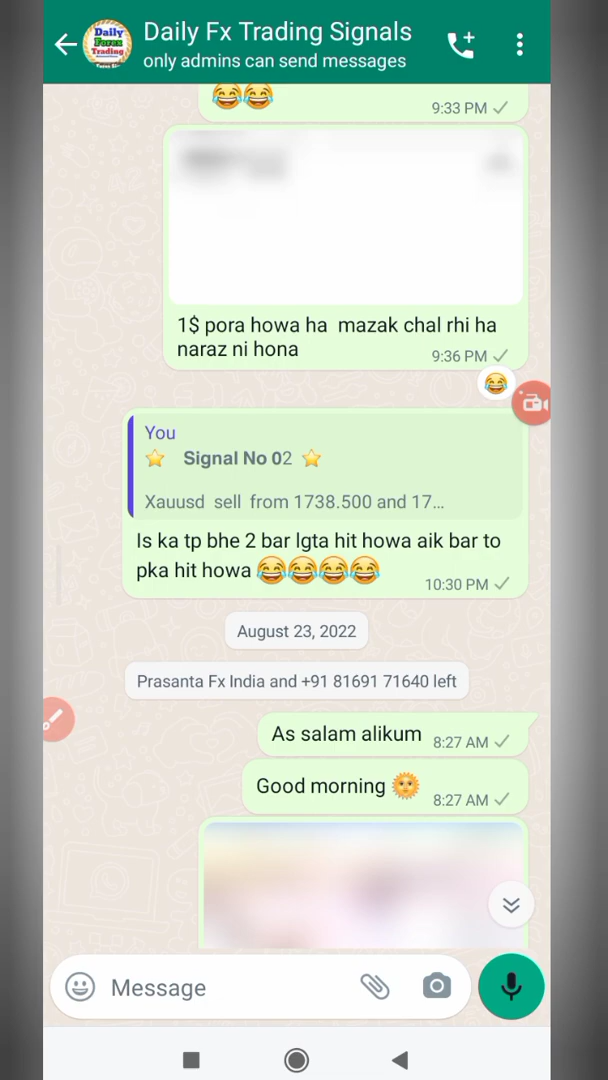 Daily Fx Trading Signals
only admins can send messages
Daily
Forex
Trading
😂😂
9:33 PM
1$ pora howa ha mazak chal rhi ha
naraz ni hona
9:36 PM
😂
You
⭐ Signal No 02 ⭐
Xauusd sell from 1738.500 and 17...
Is ka tp bhe 2 bar lgta hit howa aik bar to
pka hit howa 😂😂😂😂
10:30 PM
August 23, 2022
Prasanta Fx India and +91 81691 71640 left
As salam alikum
8:27 AM
Good morning 🌞
8:27 AM
Message